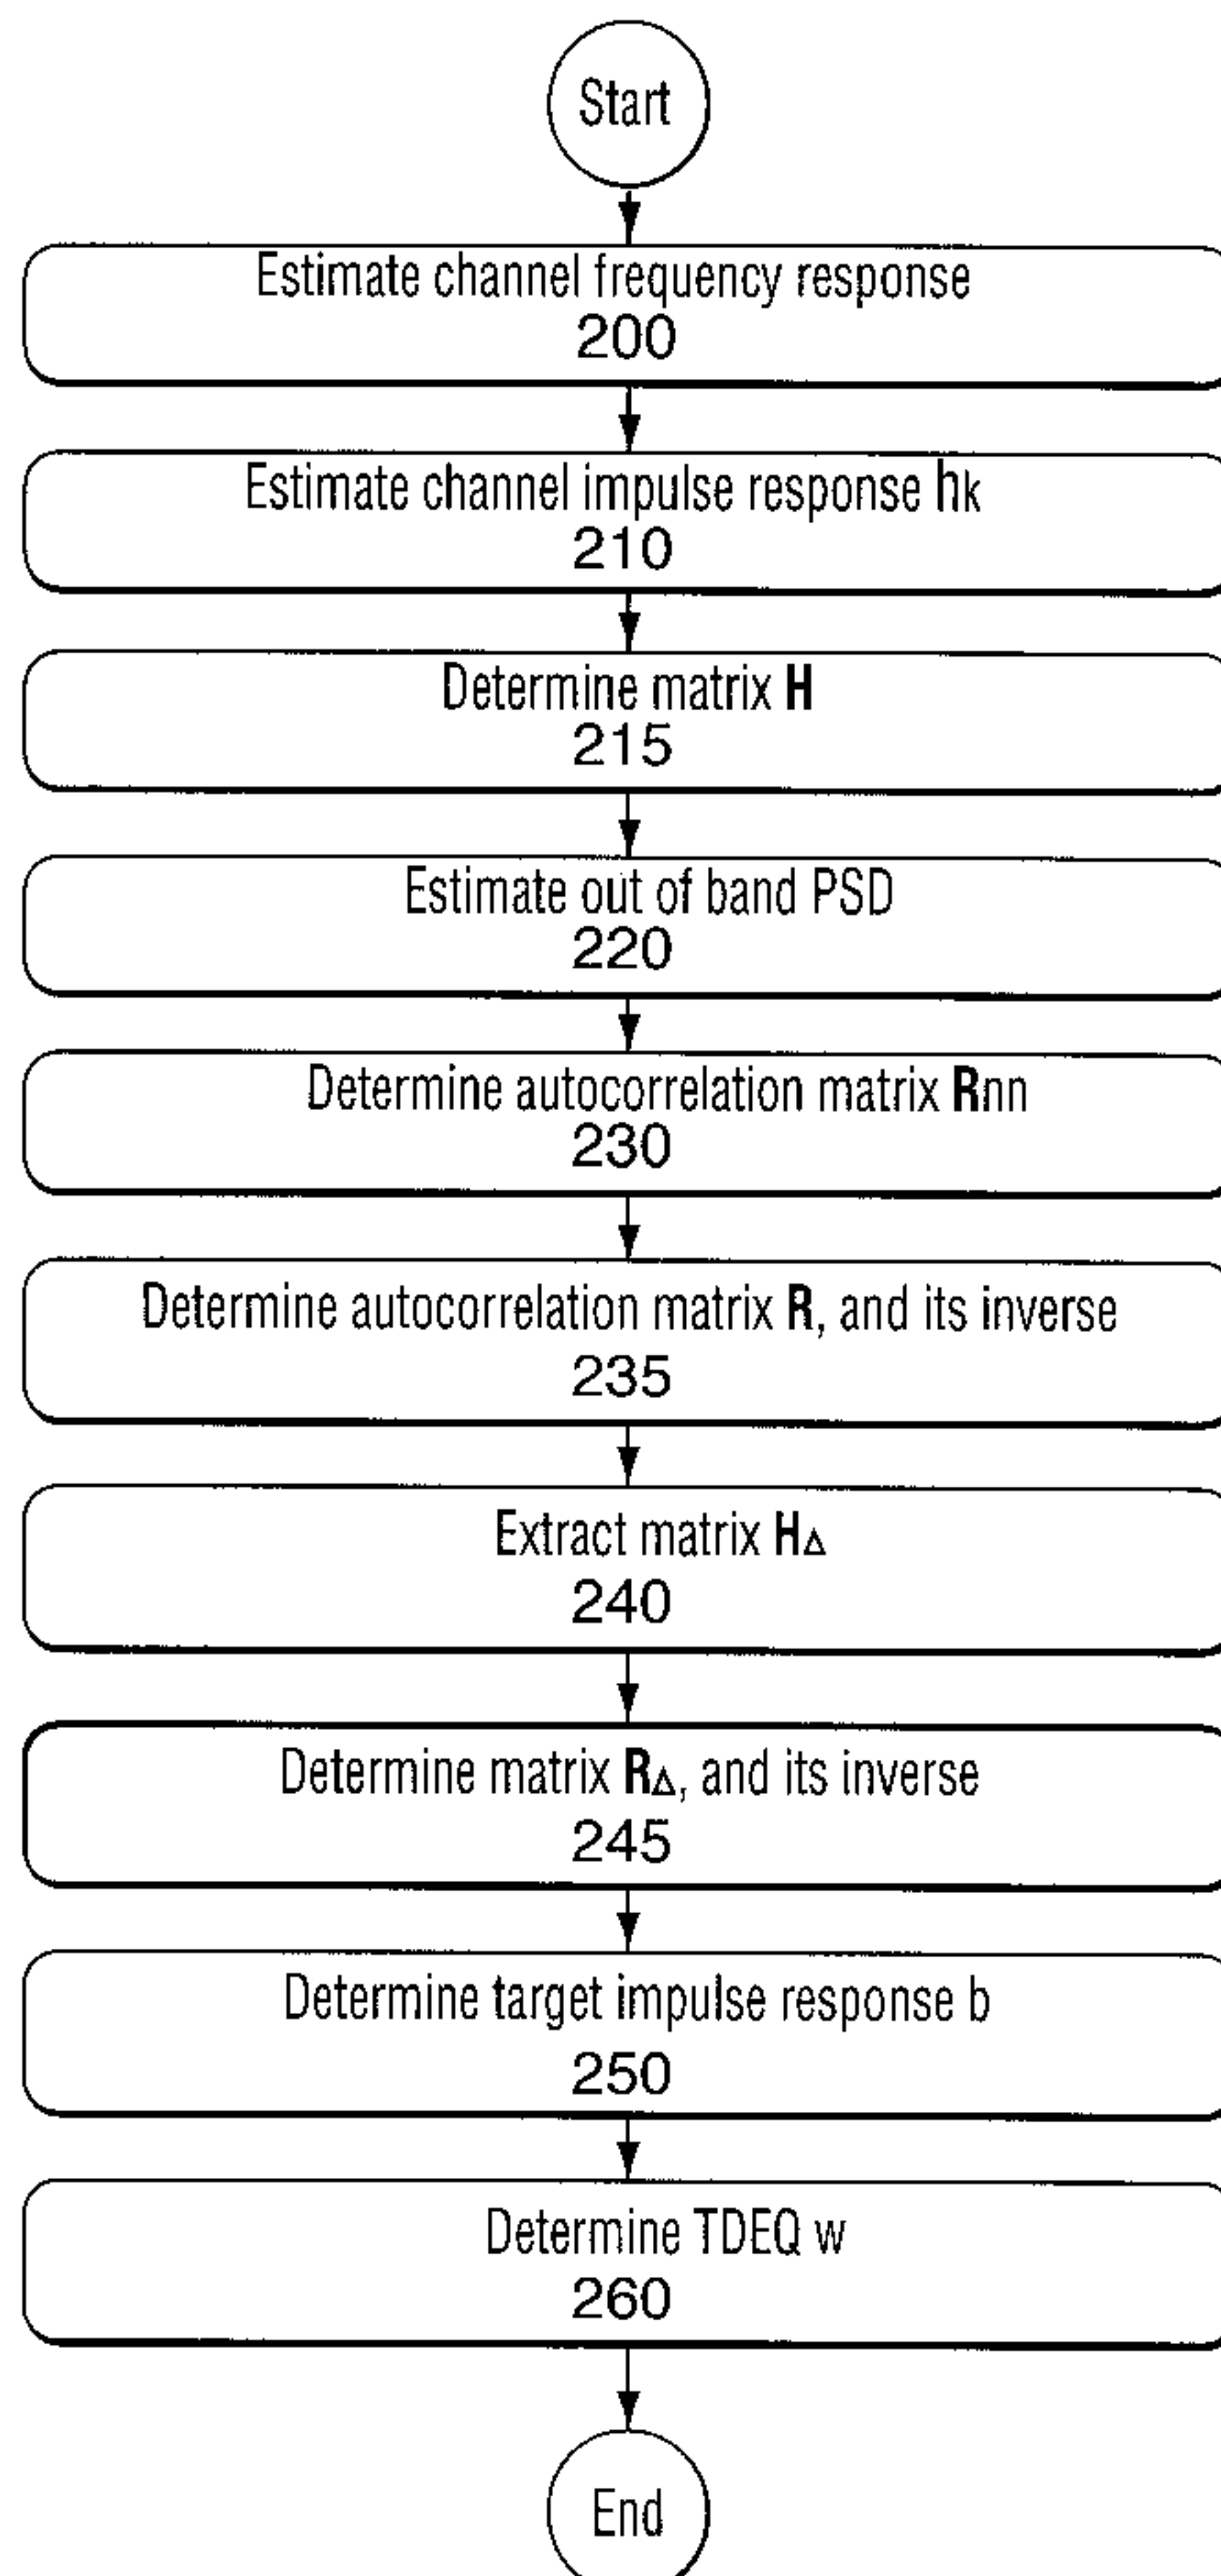 Start
Estimate channel frequency response
200
Estimate channel impulse response hk
210
Determine matrix H
215
Estimate out of band PSD
220
Determine autocorrelation matrix Rnn
230
Determine autocorrelation matrix R, and its inverse
235
Extract matrix HΔ
240
Determine matrix RΔ, and its inverse
245
Determine target impulse response b
250
Determine TDEQ w
260
End